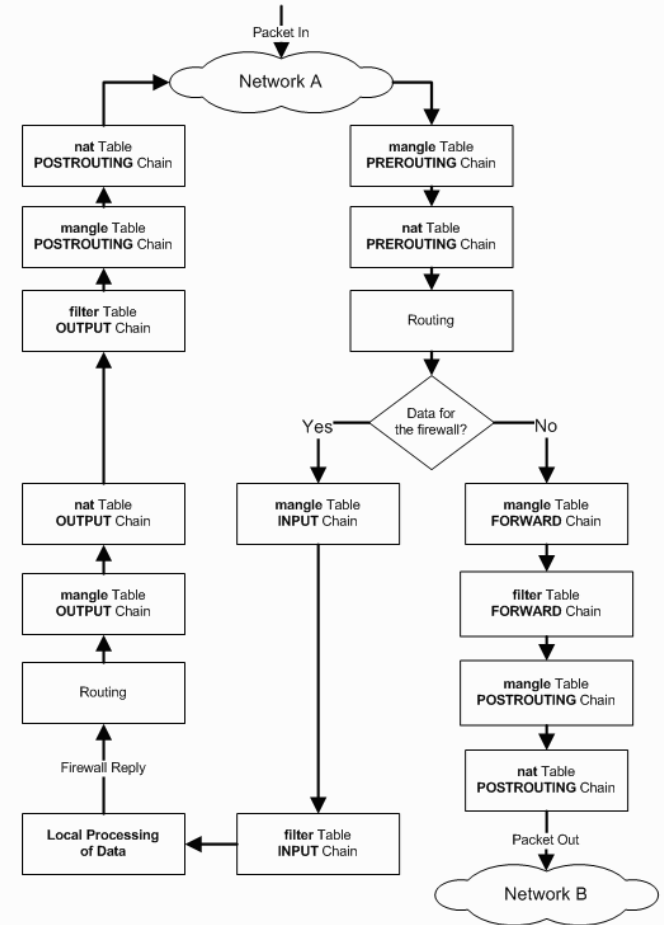 Packet In
Network A
nat Table
POSTROUTING Chain
mangle Table
PREROUTING Chain
mangle Table
POSTROUTING Chain
nat Table
PREROUTING Chain
filter Table
OUTPUT Chain
Routing
Data for
the firewall?
Yes
No
nat Table
OUTPUT Chain
mangle Table
INPUT Chain
mangle Table
FORWARD Chain
mangle Table
OUTPUT Chain
filter Table
FORWARD Chain
Routing
mangle Table
POSTROUTING Chain
Firewall Reply
nat Table
POSTROUTING Chain
Local Processing
of Data
filter Table
INPUT Chain
Packet Out
Network B